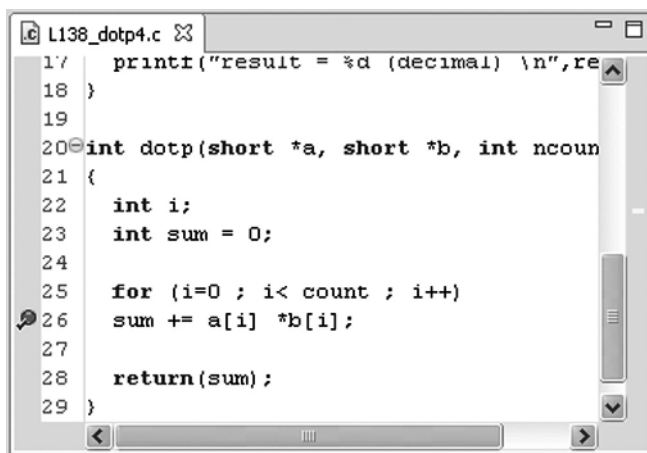 L138_dotp4.c
17 printf("result = %d (decimal) \n",re
18 }
19
20 int dotp(short *a, short *b, int ncoun
21 {
22 int i;
23 int sum = 0;
24
25 for (i=0 ; i< count ; i++)
26 sum += a[i] *b[i];
27
28 return(sum);
29 }